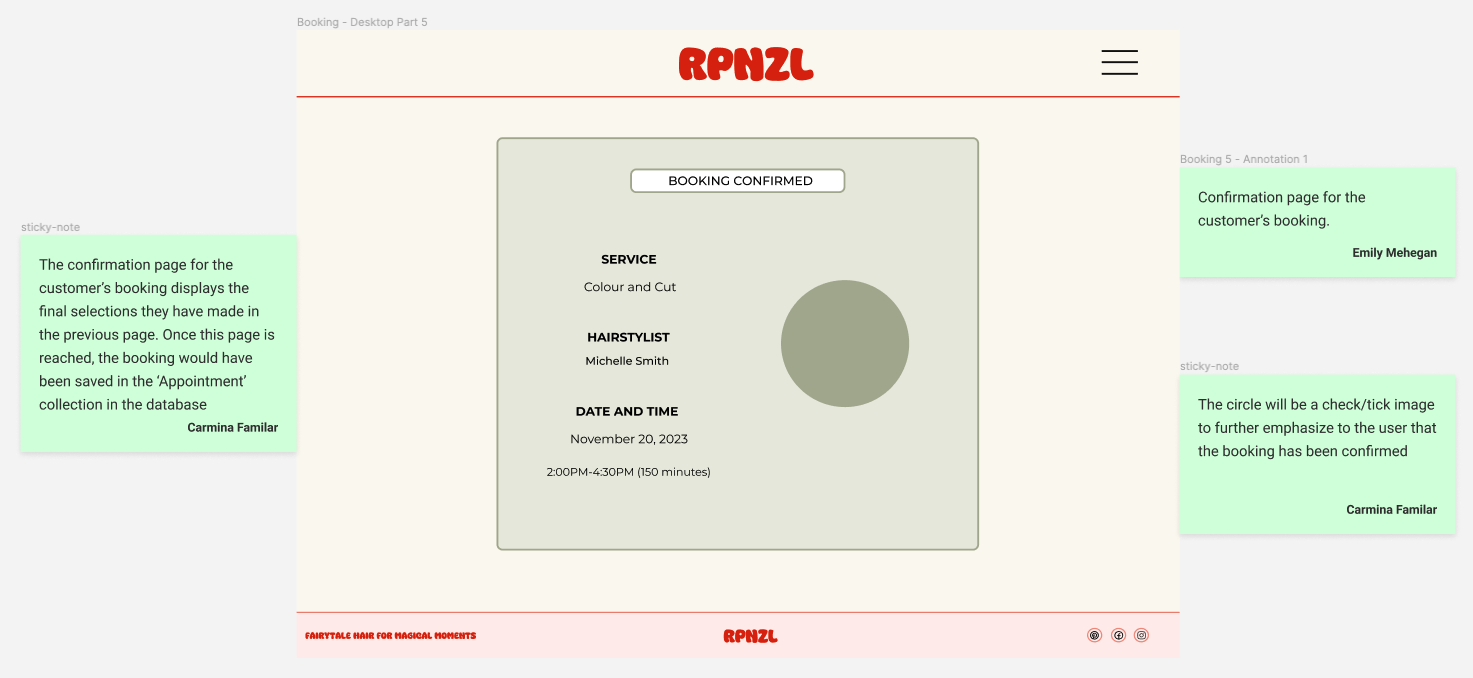 Booking - Desktop Part 5
RPNZL
BOOKING CONFIRMED
SERVICE
Colour and Cut
HAIRSTYLIST
Michelle Smith
DATE AND TIME
November 20, 2023
2:00PM-4:30PM (150 minutes)
FAIRYTALE HAIR FOR MAGICAL MOMENTS
RPNZL
sticky-note
The confirmation page for the
customer’s booking displays the
final selections they have made in
the previous page. Once this page is
reached, the booking would have
been saved in the ‘Appointment’
collection in the database
Carmina Familar
Booking 5 - Annotation 1
Confirmation page for the
customer’s booking.
Emily Mehegan
sticky-note
The circle will be a check/tick image
to further emphasize to the user that
the booking has been confirmed
Carmina Familar